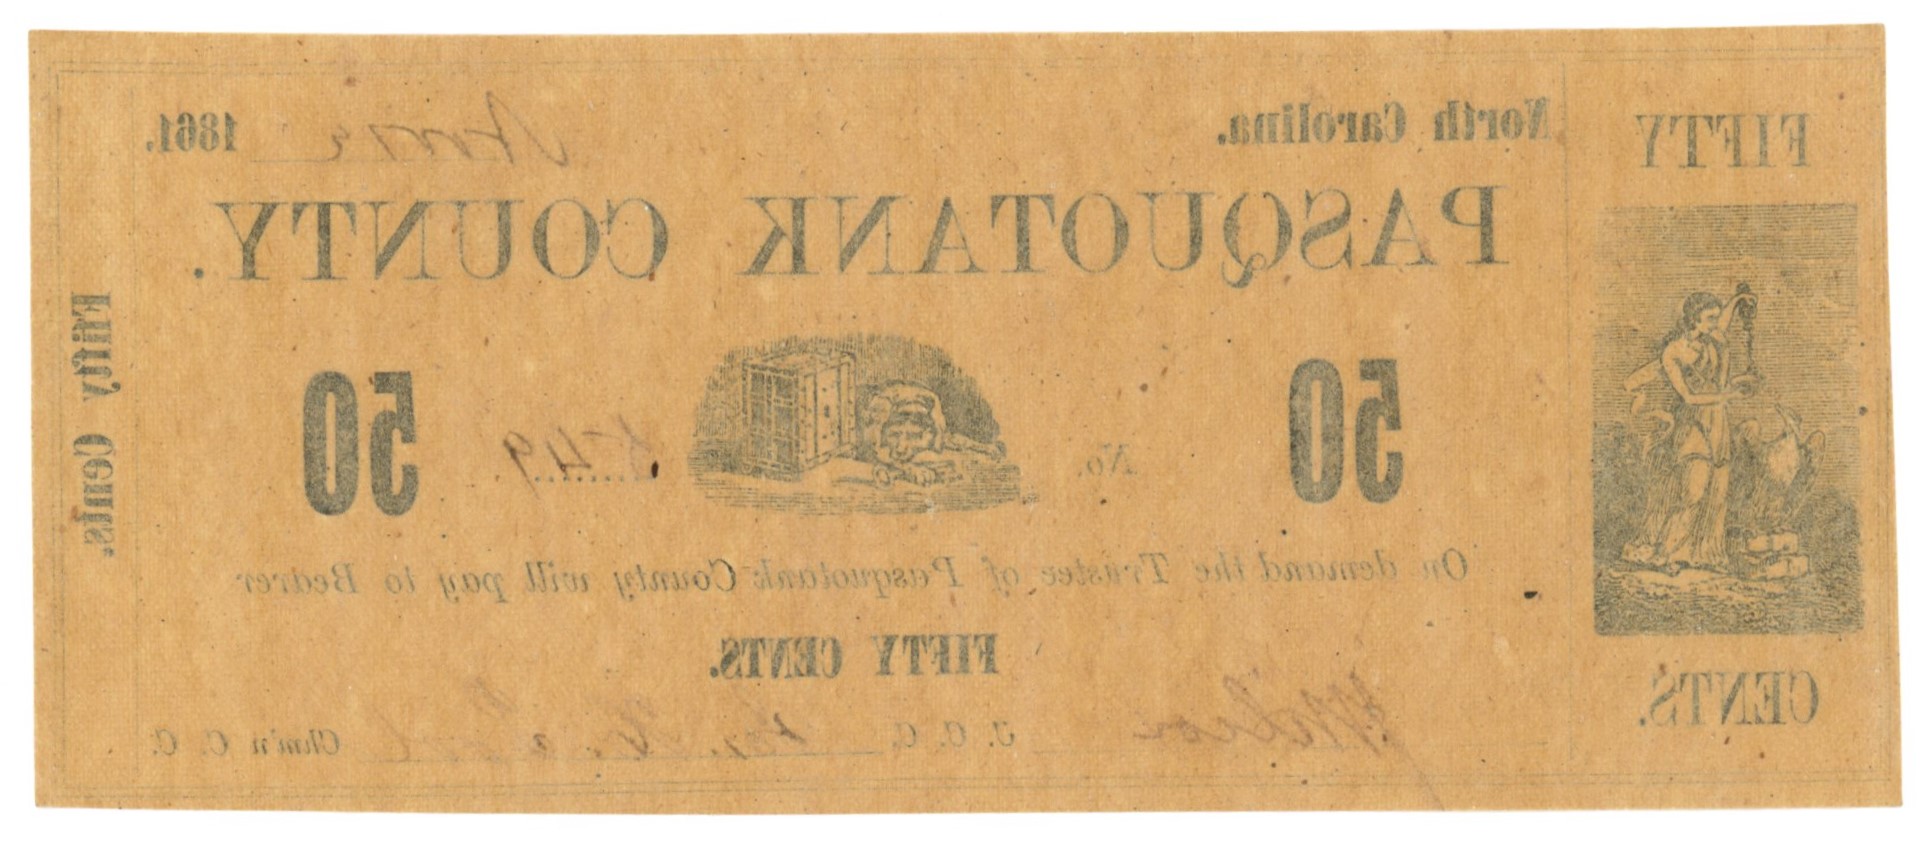 FIFTY
CENTS.
North Carolina.
1861.
PASQUOTANK COUNTY.
50
No.
549
50
On demand the Trustee of Pasquotank County will pay to Bearer
FIFTY CENTS.
J. C. C.
Chm'n C. C.
Fifty Cents.